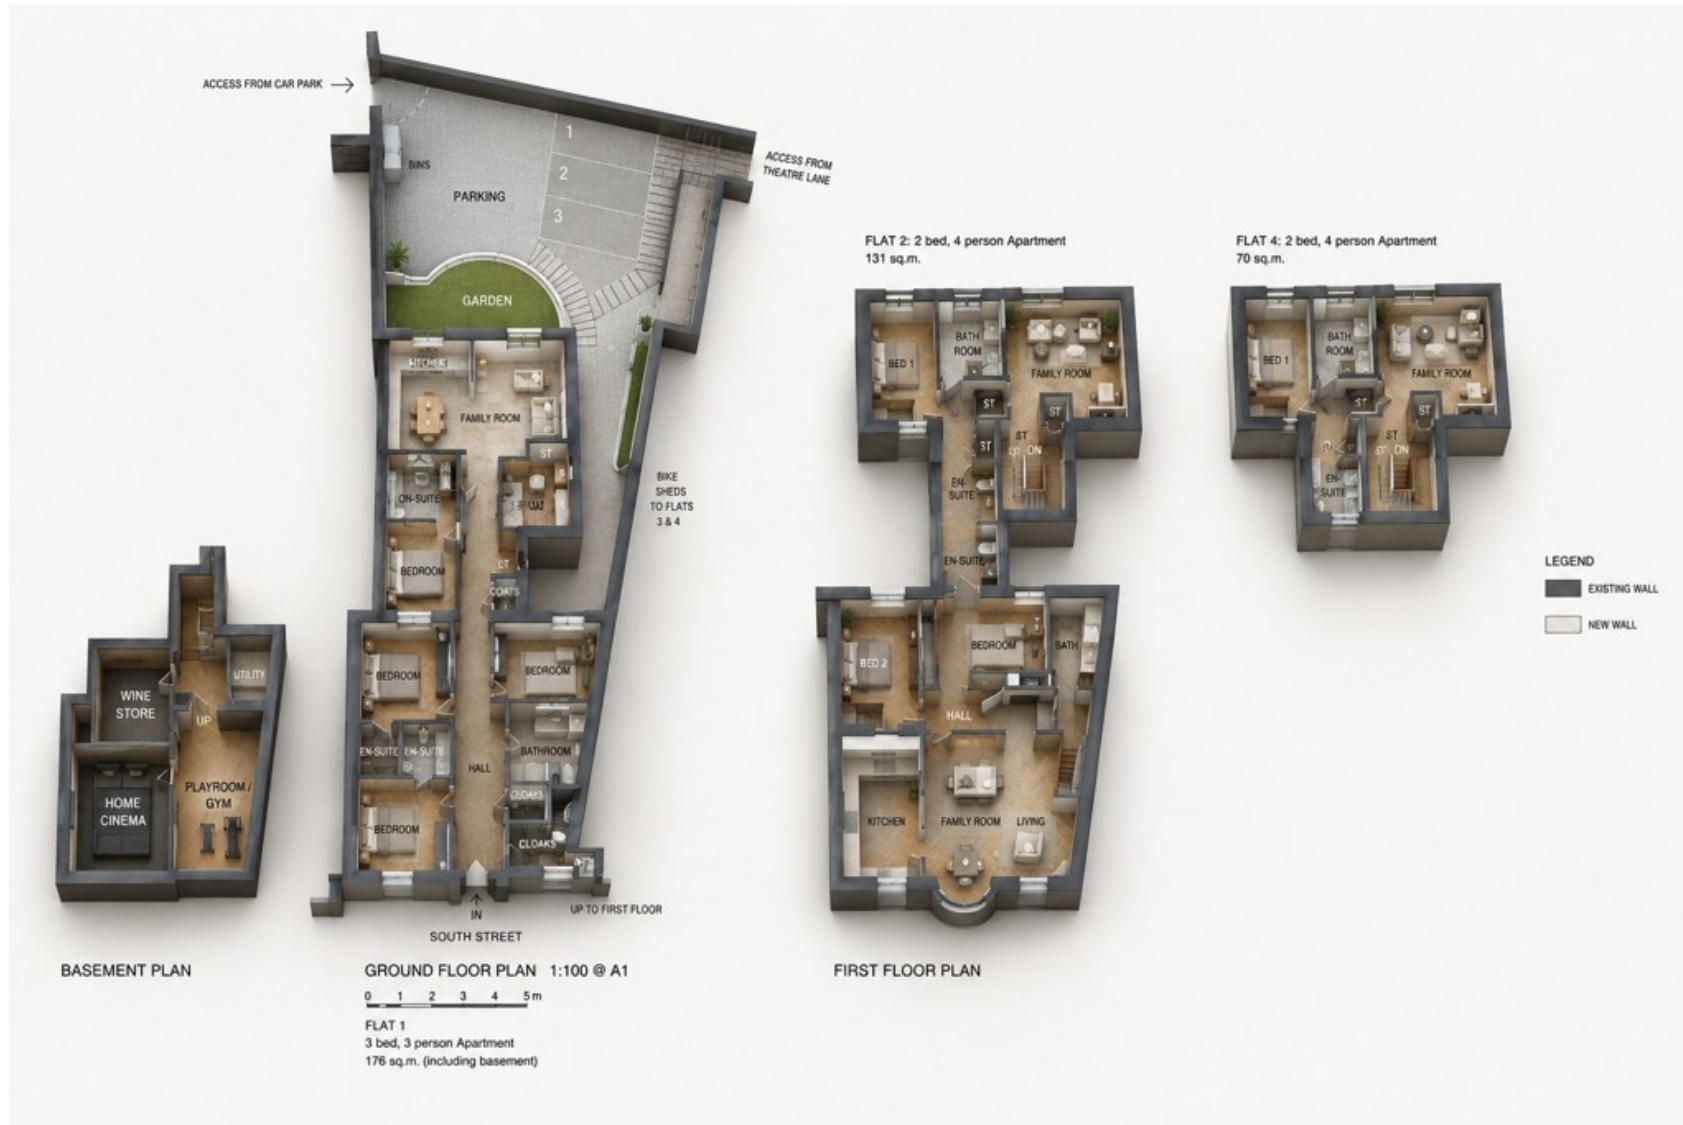 ACCESS FROM CAR PARK
BINS
PARKING
1
2
3
ACCESS FROM
THEATRE LANE
GARDEN
FAMILY ROOM
ST
ON-SUITE
BEDROOM
COATS
BIKE
SHEDS
TO FLATS
3 & 4
BEDROOM
BEDROOM
EN-SUITE
EN-SUITE
HALL
BATHROOM
CLOAKS
BEDROOM
CLOAKS
IN
UP TO FIRST FLOOR
SOUTH STREET
UTILITY
WINE
STORE
UP
PLAYROOM /
GYM
HOME
CINEMA
BASEMENT PLAN
GROUND FLOOR PLAN 1:100 @ A1
0 1 2 3 4 5 m
FLAT 1
3 bed, 3 person Apartment
176 sq.m. (including basement)
FLAT 2: 2 bed, 4 person Apartment
131 sq.m.
BED 1
BATH
ROOM
FAMILY ROOM
ST
ST
ST
ST
DN
EN-
SUITE
EN-SUITE
BED 2
BEDROOM
BATH
HALL
KITCHEN
FAMILY ROOM
LIVING
FIRST FLOOR PLAN
FLAT 4: 2 bed, 4 person Apartment
70 sq.m.
BED 1
BATH
ROOM
FAMILY ROOM
ST
ST
ST
ON
EN-
SUITE
LEGEND
EXISTING WALL
NEW WALL